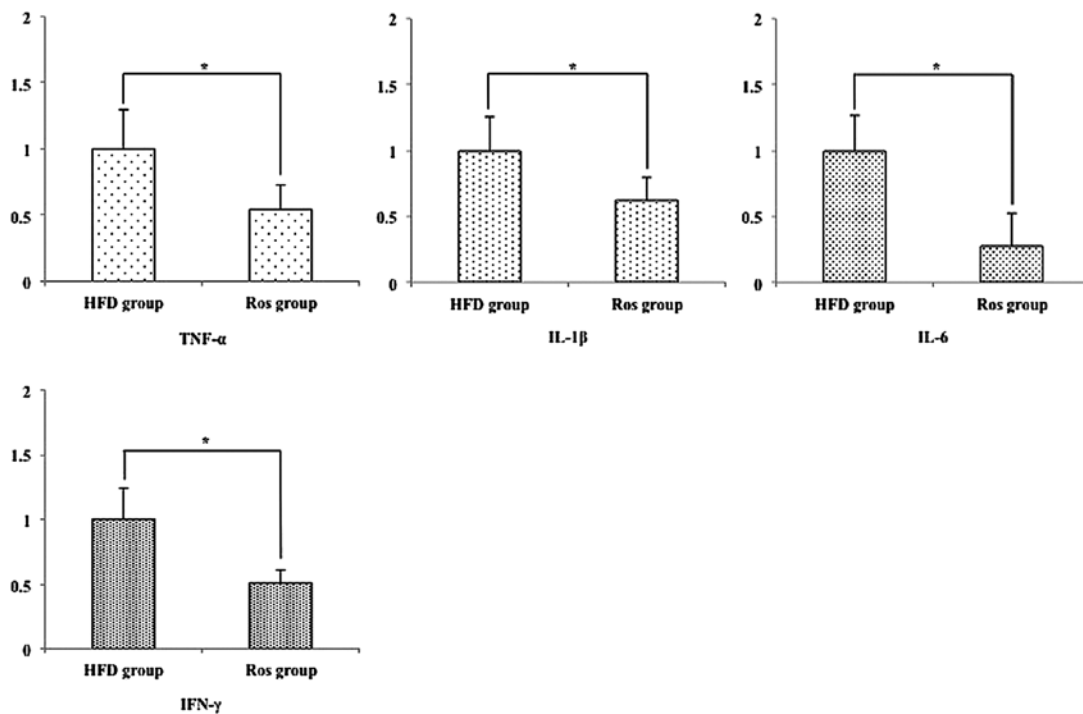 2
1.5
1
0.5
0
*
HFD group
Ros group
TNF-α
2
1.5
1
0.5
0
*
HFD group
Ros group
IL-1β
2
1.5
1
0.5
0
*
HFD group
Ros group
IL-6
2
1.5
1
0.5
0
*
HFD group
Ros group
IFN-γ